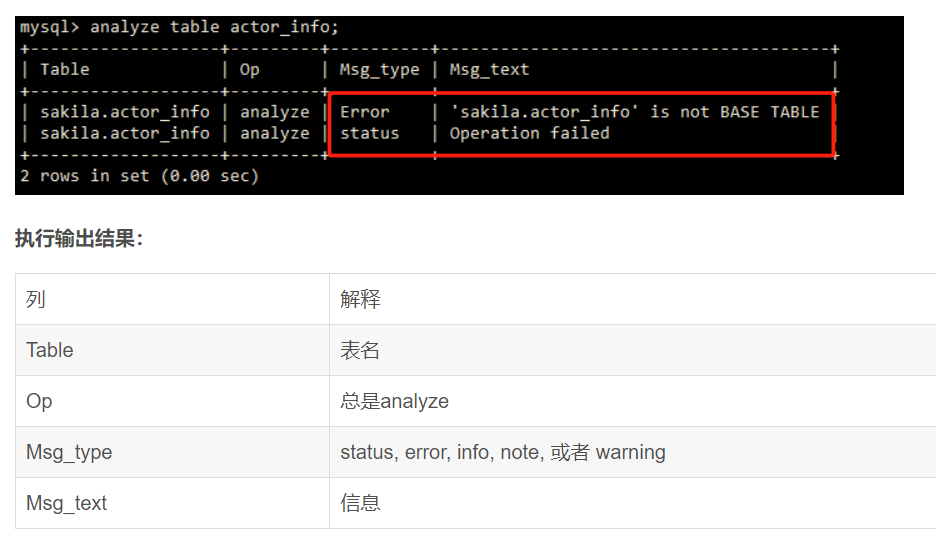 mysql> analyze table actor_info;
+--------------------+---------+----------+-------------------------------------+
| Table | Op | Msg_type | Msg_text |
+--------------------+---------+----------+-------------------------------------+
| sakila.actor_info | analyze | Error | 'sakila.actor_info' is not BASE TABLE
| sakila.actor_info | analyze | status | Operation failed
+--------------------+---------+----------+-------------------------------------+
2 rows in set (0.00 sec)
执行输出结果：
列 解释
Table 表名
Op 总是analyze
Msg_type status, error, info, note, 或者 warning
Msg_text 信息